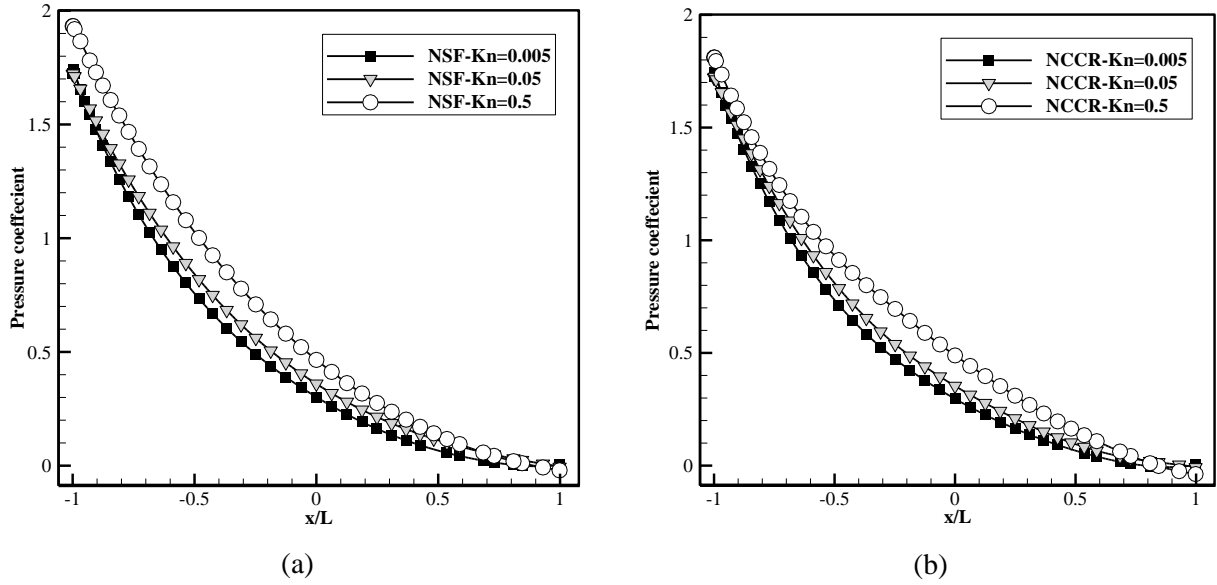 2
1.5
1
0.5
0
Pressure coeffecient
-1
-0.5
0
0.5
1
x/L
NSF-Kn=0.005
NSF-Kn=0.05
NSF-Kn=0.5
(a)
2
1.5
1
0.5
0
Pressure coeffecient
-1
-0.5
0
0.5
1
x/L
NCCR-Kn=0.005
NCCR-Kn=0.05
NCCR-Kn=0.5
(b)